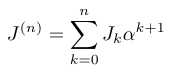 $J^{(n)} = \sum_{k=0}^{n} J_k \alpha^{k+1}$